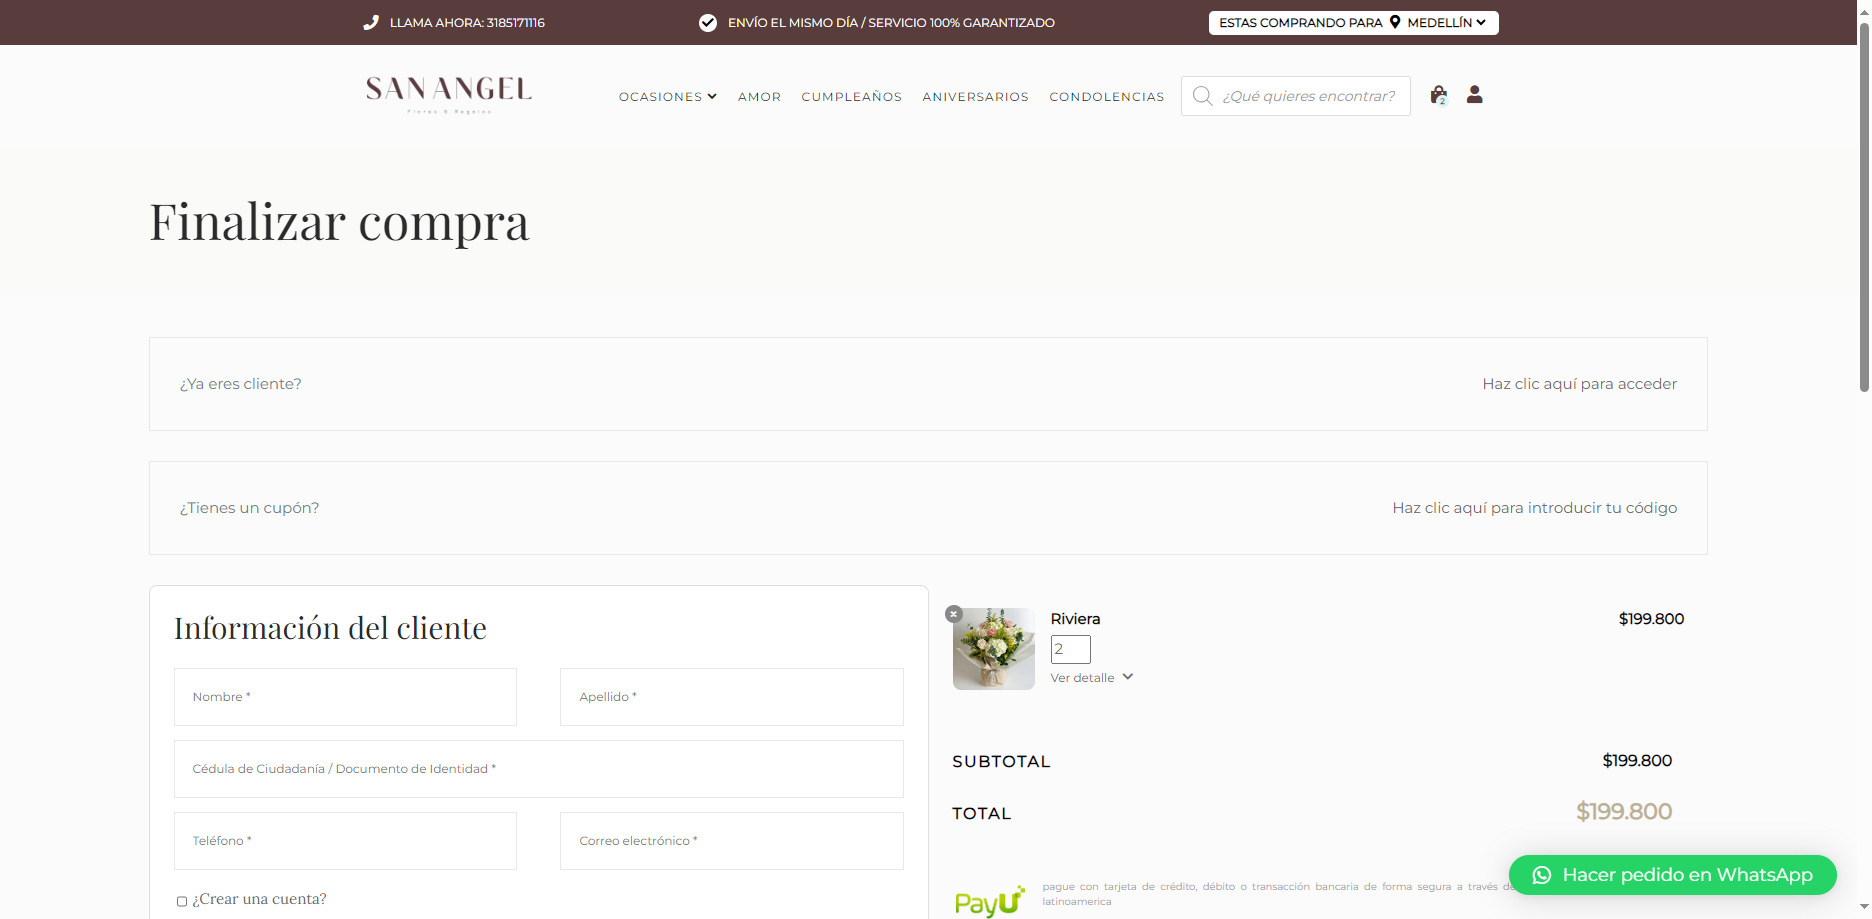 LLAMA AHORA: 3185171116
ENVÍO EL MISMO DÍA / SERVICIO 100% GARANTIZADO
ESTAS COMPRANDO PARA MEDELLÍN
SAN ANGEL
Flores & Regalos
OCASIONES
AMOR
CUMPLEAÑOS
ANIVERSARIOS
CONDOLENCIAS
¿Qué quieres encontrar?
2
Finalizar compra
¿Ya eres cliente?
Haz clic aquí para acceder
¿Tienes un cupón?
Haz clic aquí para introducir tu código
Información del cliente
Nombre *
Apellido *
Cédula de Ciudadanía / Documento de Identidad *
Teléfono *
Correo electrónico *
¿Crear una cuenta?
Riviera
$199.800
2
Ver detalle
SUBTOTAL
$199.800
TOTAL
$199.800
PayU
pague con tarjeta de crédito, débito o transacción bancaria de forma segura a través de
latinoamerica
Hacer pedido en WhatsApp